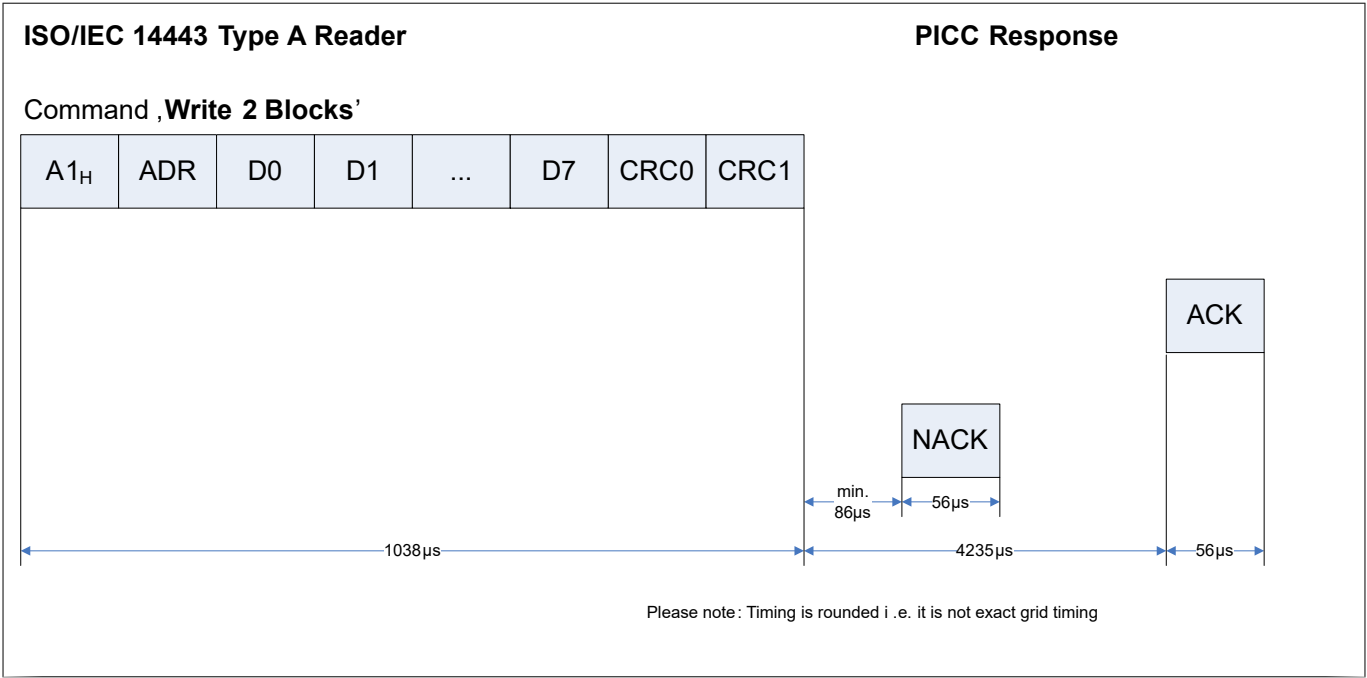 ISO/IEC 14443 Type A Reader
PICC Response
Command ‚Write 2 Blocks’
A1H ADR D0 D1 ... D7 CRC0 CRC1
ACK
NACK
min.
86µs
56µs
1038µs
4235µs
56µs
Please note: Timing is rounded i .e. it is not exact grid timing